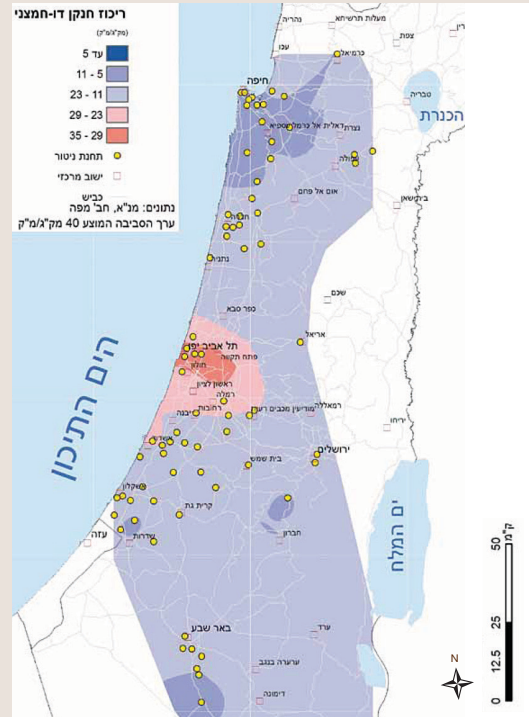 ריכוז חנקן דו-חמצני
(מק"ג/מ"ק)
עד 5
11 - 5
23 - 11
29 - 23
35 - 29
תחנת ניטור
ישוב מרכזי
כביש
נתונים: מנ"א, חב' מפה
ערך הסביבה המוצע 40 מק"ג/מ"ק
נהריה
מעלות תרשיחא
עכו
כרמיאל
צפת
חיפה
טבריה
הכנרת
דאלית אל כרמל
נצרת
עפולה
אום אל פחם
בית שאן
חדרה
נתניה
שכם
כפר סבא
אריאל
תל אביב יפו
פתח תקווה
חולון
ראשון לציון
רמלה
רחובות
מודיעין מכבים רעות
רמאללה
יבנה
יריחו
אשדוד
ירושלים
בית שמש
אשקלון
קרית גת
חברון
עזה
שדרות
הים התיכון
ים המלח
באר שבע
ערד
ערערה בנגב
דימונה
ק"מ
50
25
12.5
0
N